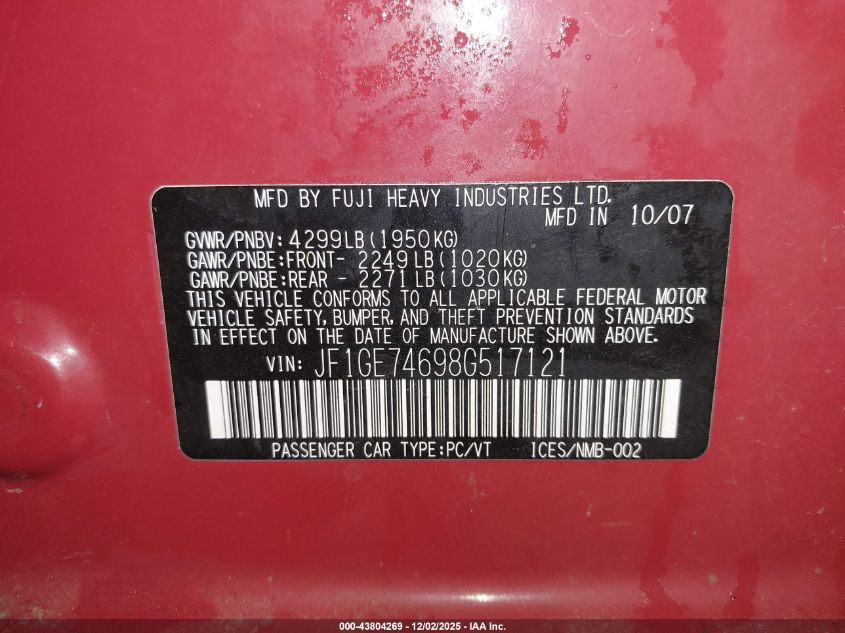 MFD BY FUJI HEAVY INDUSTRIES LTD.
MFD IN 10/07
GVWR/PNBV: 4299LB(1950KG)
GAWR/PNBE:FRONT- 2249LB(1020KG)
GAWR/PNBE:REAR - 2271LB(1030KG)
THIS VEHICLE CONFORMS TO ALL APPLICABLE FEDERAL MOTOR
VEHICLE SAFETY, BUMPER, AND THEFT PREVENTION STANDARDS
IN EFFECT ON THE DATE OF MANUFACTURE SHOWN ABOVE.
VIN: JF1GE74698G517121
PASSENGER CAR TYPE:PC/VT ICES/NMB-002
000-43804269 - 12/02/2025 - IAA Inc.